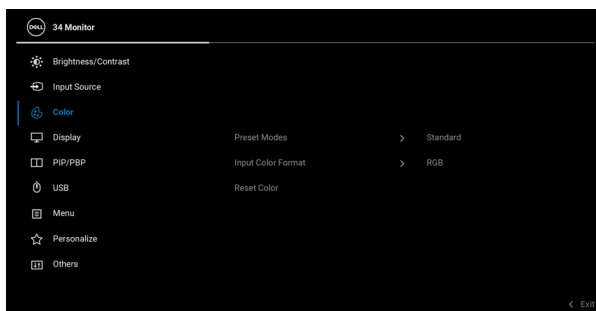 DELL 34 Monitor
Brightness/Contrast
Input Source
Color
Display Preset Modes > Standard
PIP/PBP Input Color Format > RGB
USB Reset Color
Menu
Personalize
Others
< Exit